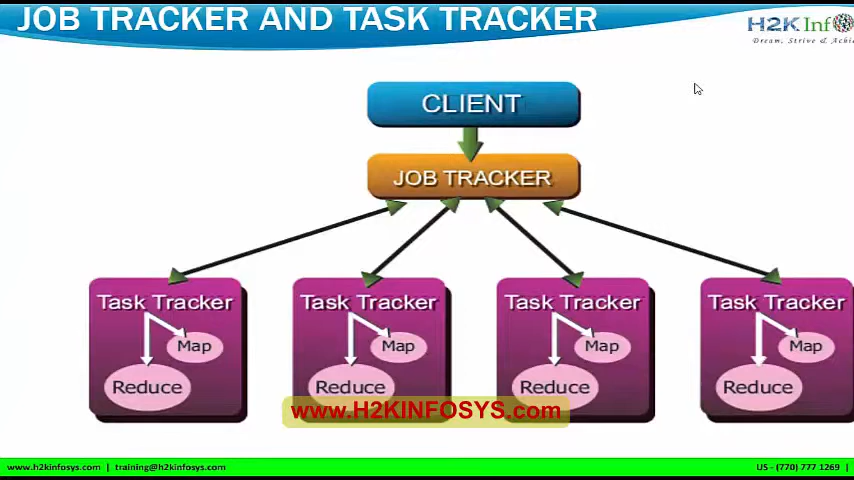 JOB TRACKER AND TASK TRACKER
H2K Inf
Dream, Strive & Achi
CLIENT
JOB TRACKER
Task Tracker Task Tracker Task Tracker Task Tracker
Map Map Map Map
Reduce Reduce Reduce Reduce
www.H2KINFOSYS.com
www.h2kinfosys.com | training@h2kinfosys.com US - (770) 777 1269 |